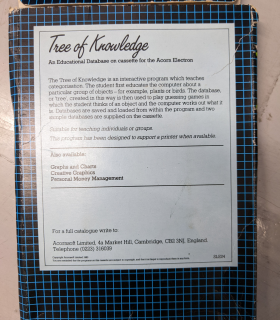 Tree of Knowledge
An Educational Database on cassette for the Acorn Electron
The Tree of Knowledge is an interactive program which teaches
categorisation. The student first educates the computer about a
particular group of objects - for example, plants or birds. The database,
or 'tree', created in this way is then used to play guessing games in
which the student thinks of an object and the computer works out what it
is. Databases are saved and loaded from within the program and two
sample databases are supplied on the cassette.
Suitable for teaching individuals or groups.
This program has been designed to support a printer when available.
Also available:
Graphs and Charts
Creative Graphics
Personal Money Management
For a full catalogue write to:
Acornsoft Limited, 4a Market Hill, Cambridge, CB2 3NJ, England.
Telephone (0223) 316039